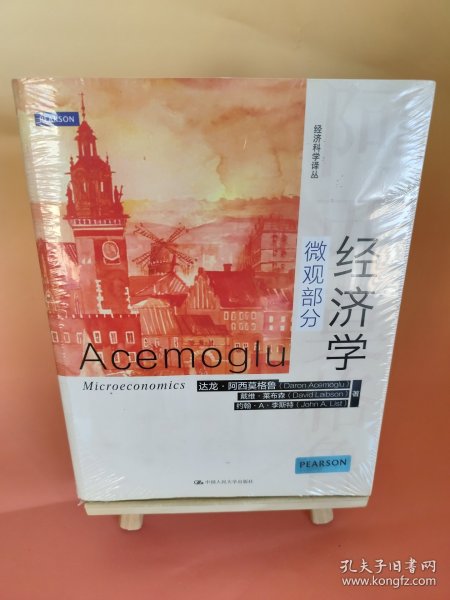 PEARSON
经济科学译丛
经济学
微观部分
Acemoglu
Microeconomics
达龙·阿西莫格鲁（Daron Acemoglu）
戴维·莱布森（David Laibson）
约翰·A·李斯特（John A. List）
著
PEARSON
中国人民大学出版社
孔夫子旧书网
www.kongfz.com